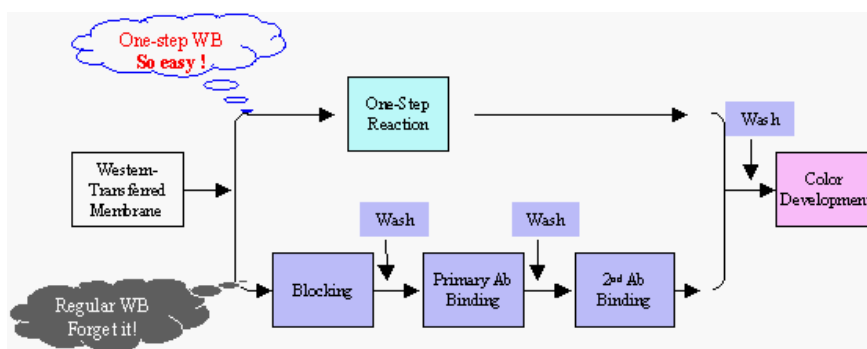 One-step WB
So easy !
One-Step
Reaction
Wash
Western-
Transferred
Membrane
Color
Development
Wash
Wash
Blocking
Primary Ab
Binding
2nd Ab
Binding
Regular WB
Forget it!